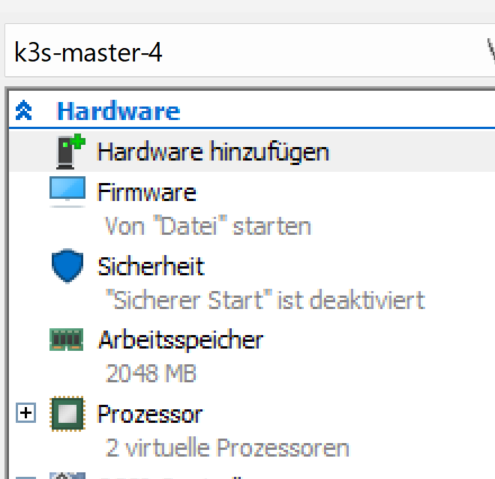 k3s-master-4
Hardware
Hardware hinzufügen
Firmware
Von "Datei" starten
Sicherheit
"Sicherer Start" ist deaktiviert
Arbeitsspeicher
2048 MB
Prozessor
2 virtuelle Prozessoren